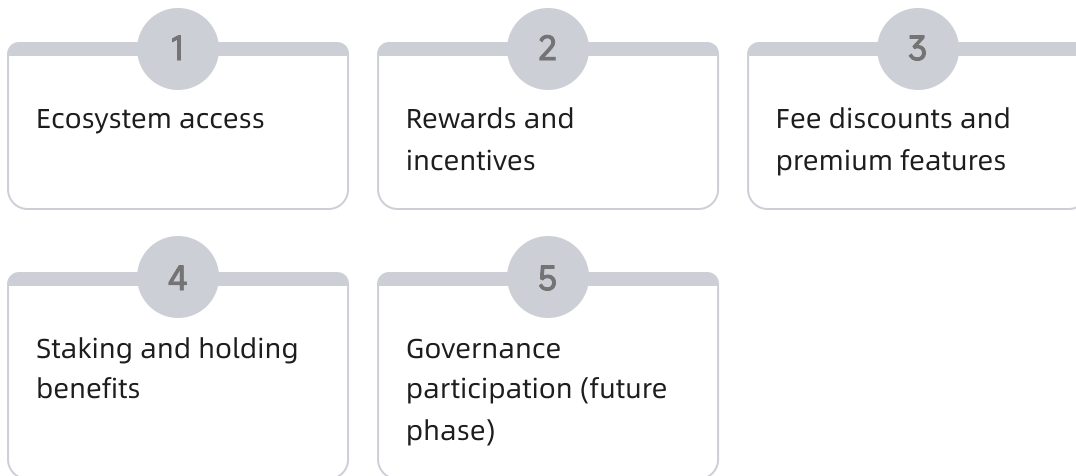 1
Ecosystem access
2
Rewards and
incentives
3
Fee discounts and
premium features
4
Staking and holding
benefits
5
Governance
participation (future
phase)